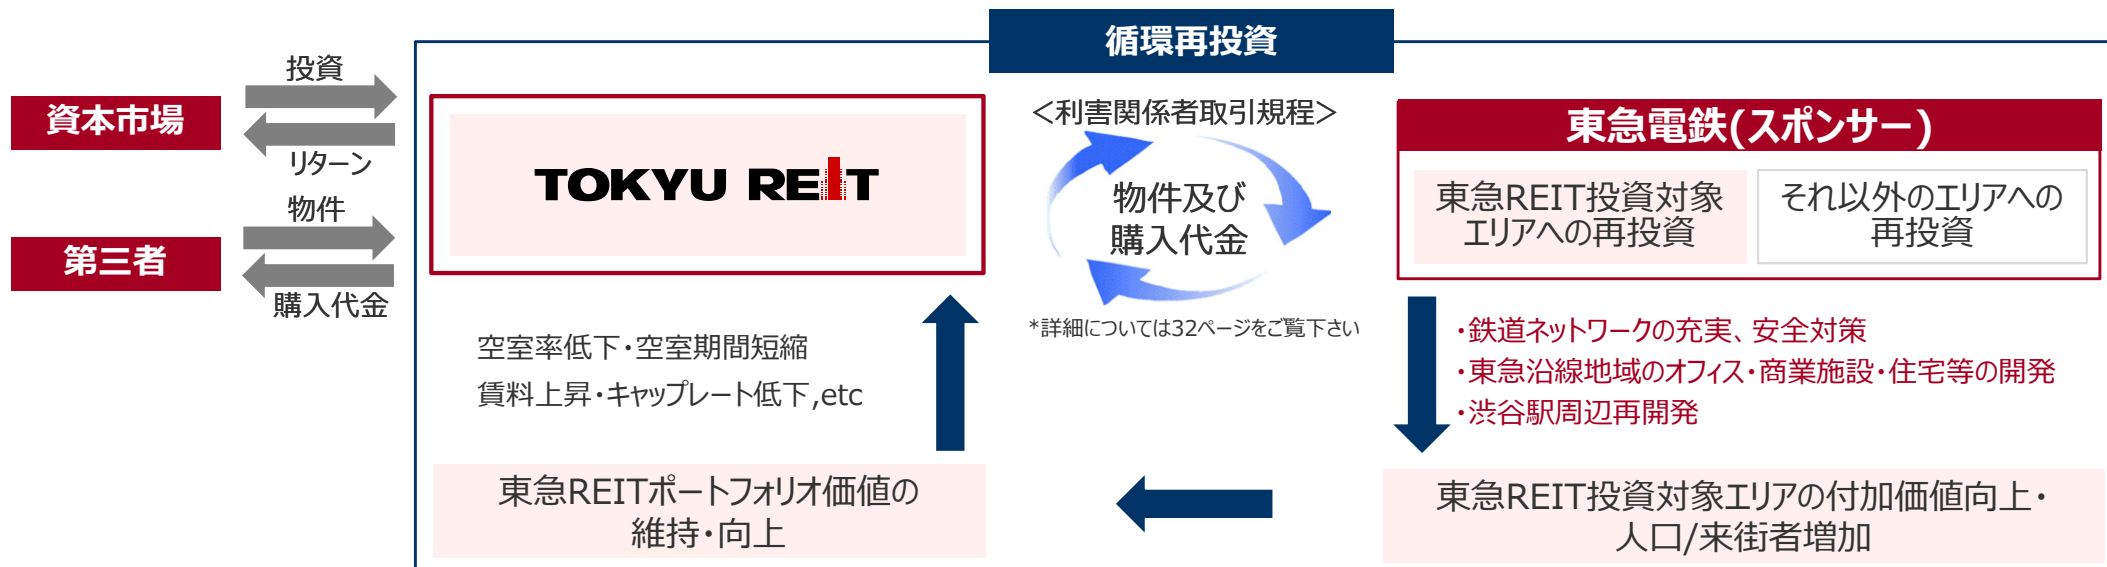 循環再投資
投資
資本市場
リターン
物件
第三者
購入代金
TOKYU REIT
<利害関係者取引規程>
物件及び
購入代金
*詳細については32ページをご覧下さい
東急電鉄(スポンサー)
東急REIT投資対象
エリアへの再投資
それ以外のエリアへの
再投資
・鉄道ネットワークの充実、安全対策
・東急沿線地域のオフィス・商業施設・住宅等の開発
・渋谷駅周辺再開発
空室率低下・空室期間短縮
賃料上昇・キャップレート低下,etc
東急REITポートフォリオ価値の
維持・向上
東急REIT投資対象エリアの付加価値向上・
人口/来街者増加